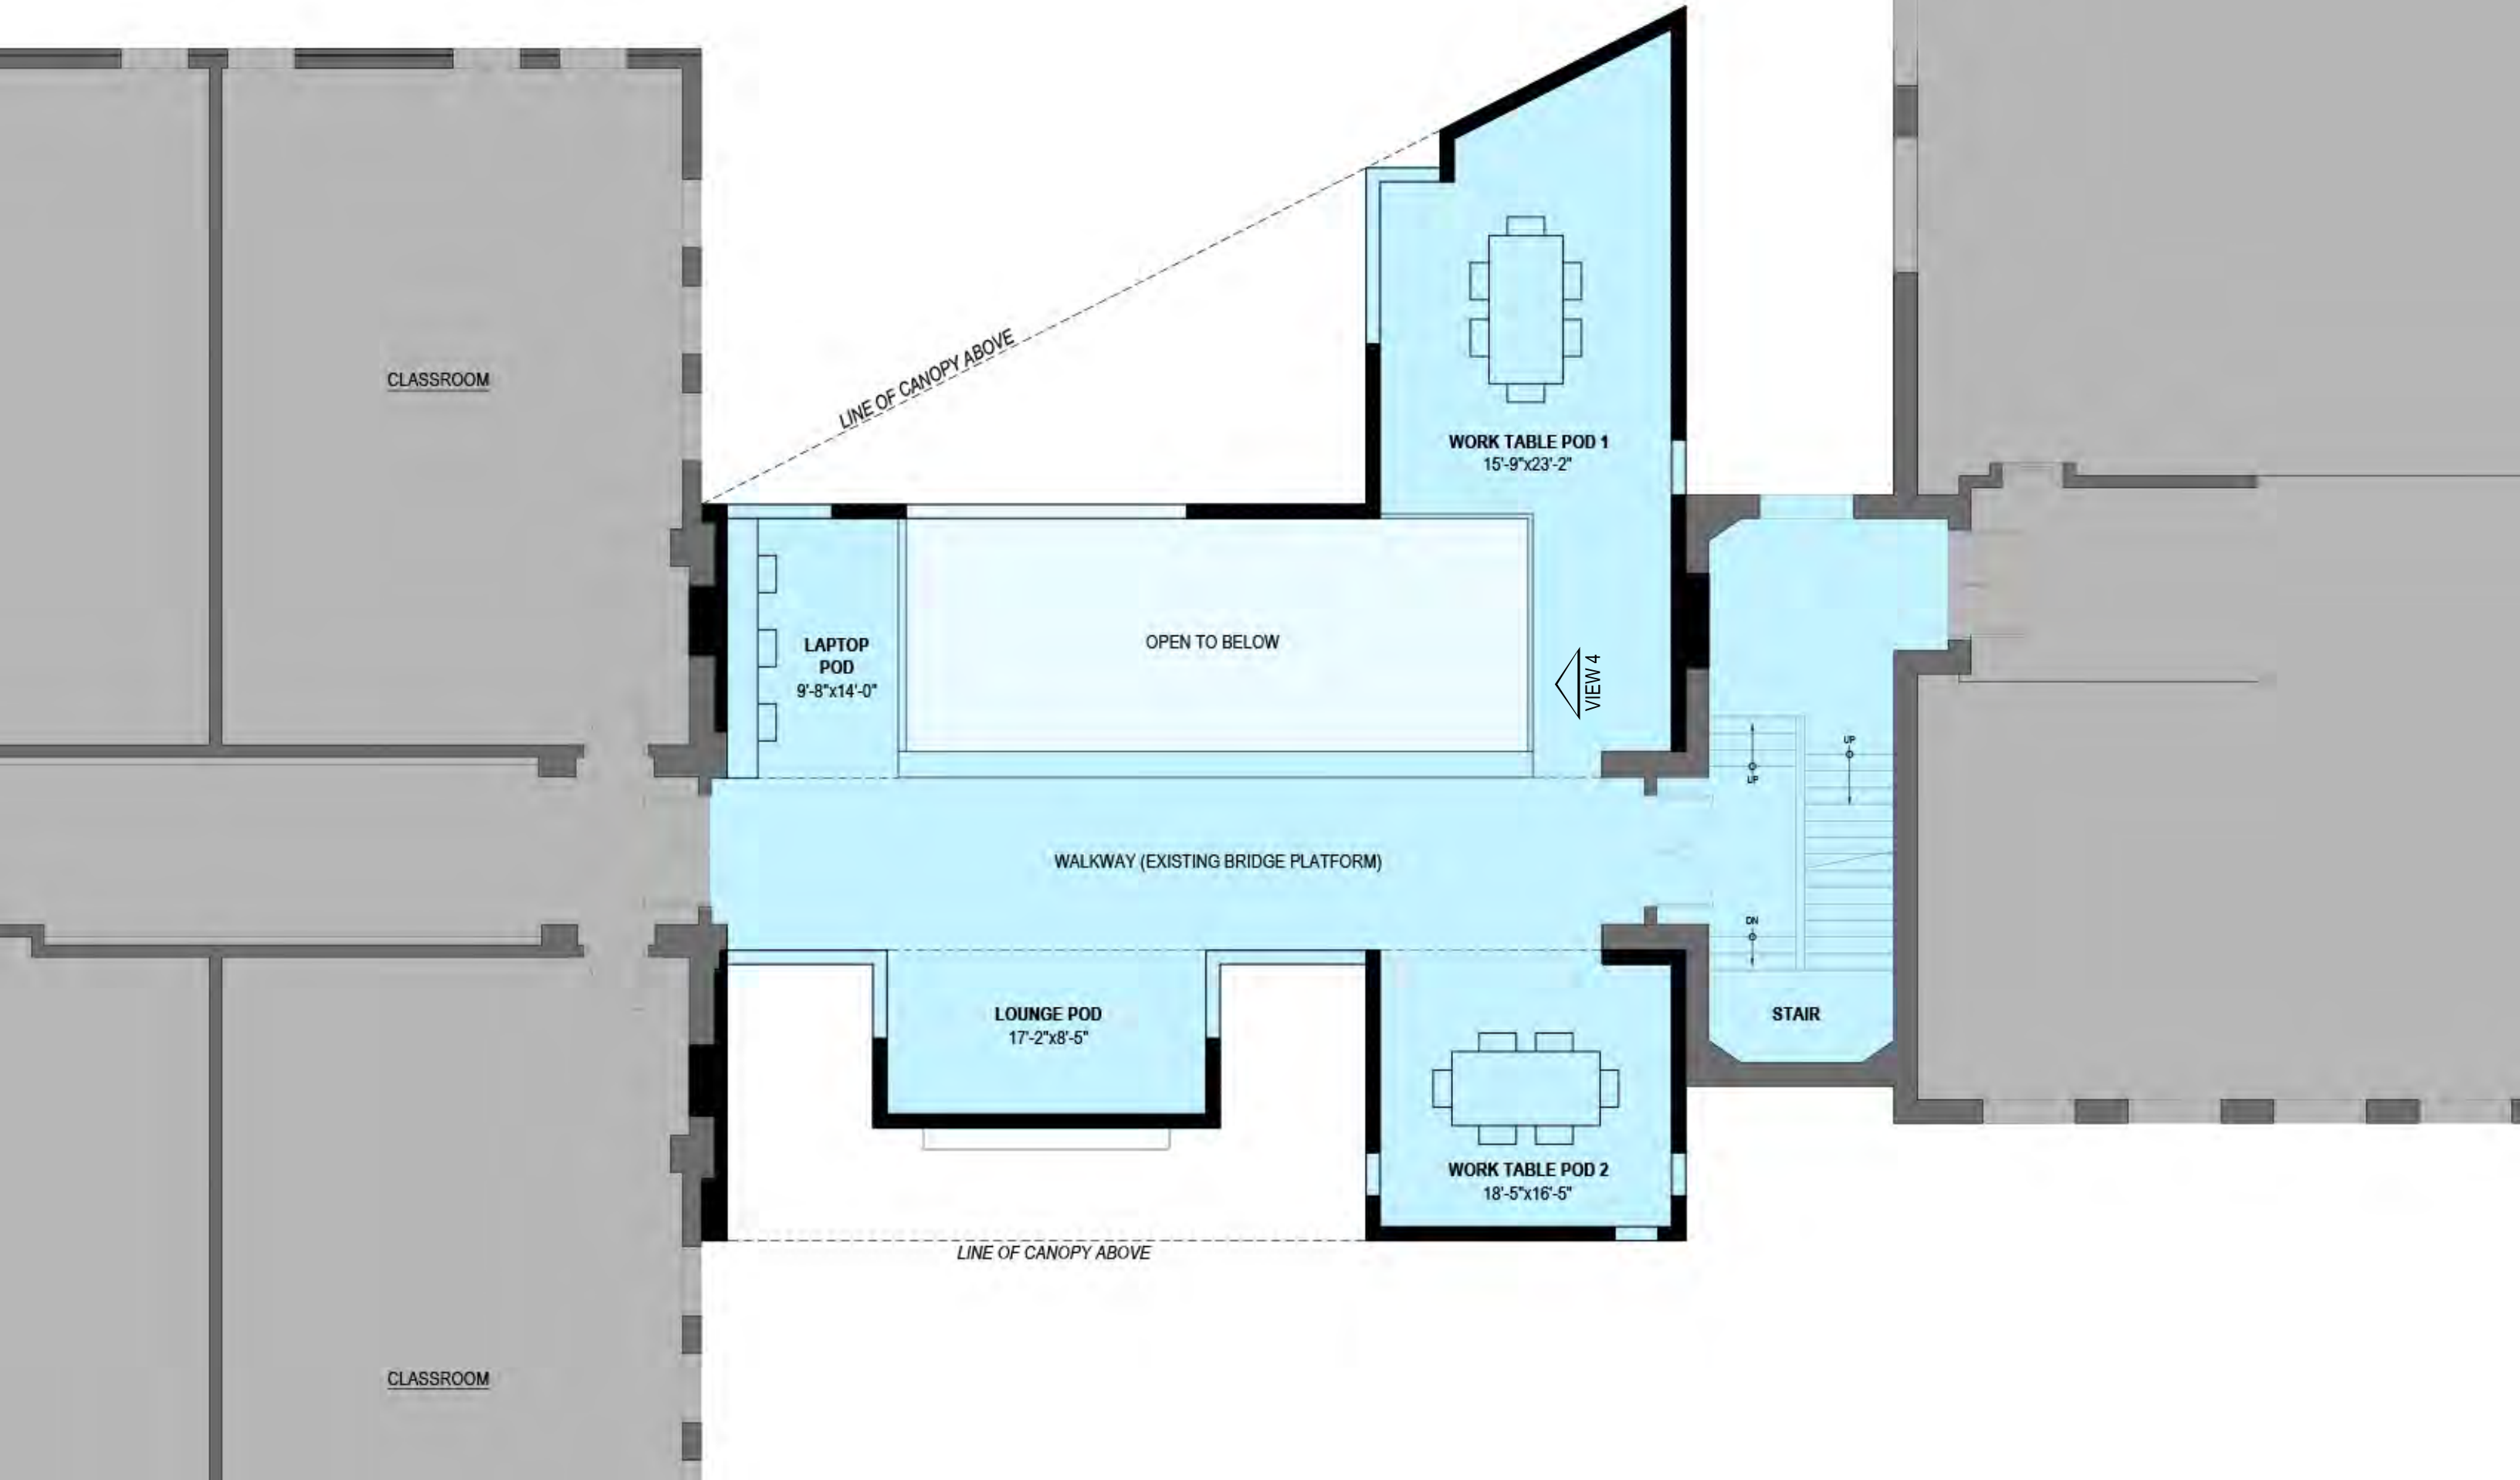 LINE OF CANOPY ABOVE
CLASSROOM
WORK TABLE POD 1
15'-9"x23'-2"
LAPTOP
POD
9'-8"x14'-0"
OPEN TO BELOW
VIEW 4
UP
UP
WALKWAY (EXISTING BRIDGE PLATFORM)
DN
LOUNGE POD
17'-2"x8'-5"
STAIR
WORK TABLE POD 2
18'-5"x16'-5"
LINE OF CANOPY ABOVE
CLASSROOM